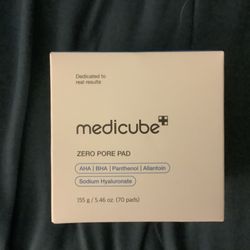 Dedicated to
real results
medicube
ZERO PORE PAD
AHA | BHA | Panthenol | Allantoin
Sodium Hyaluronate
155 g / 5.46 oz. (70 pads)